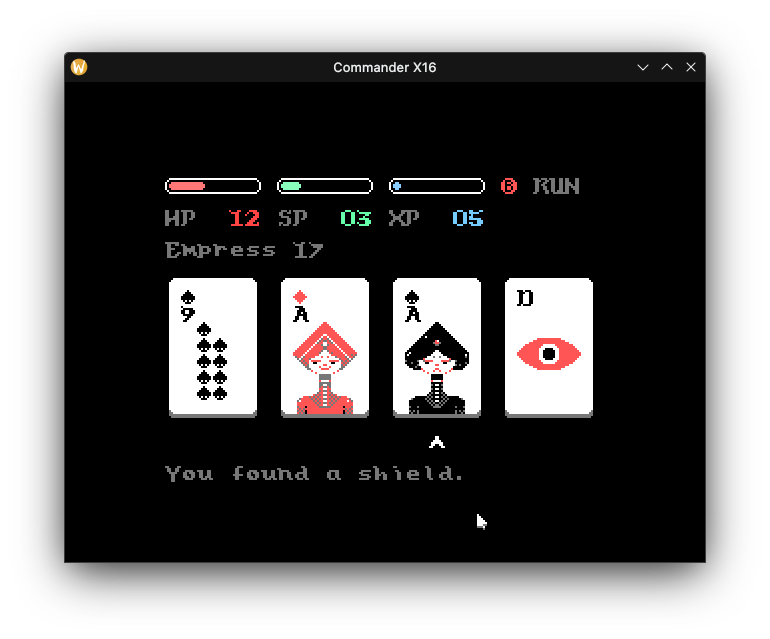 Commander X16
B RUN
HP 12 SP 03 XP 05
Empress 17
9 A A D
You found a shield.